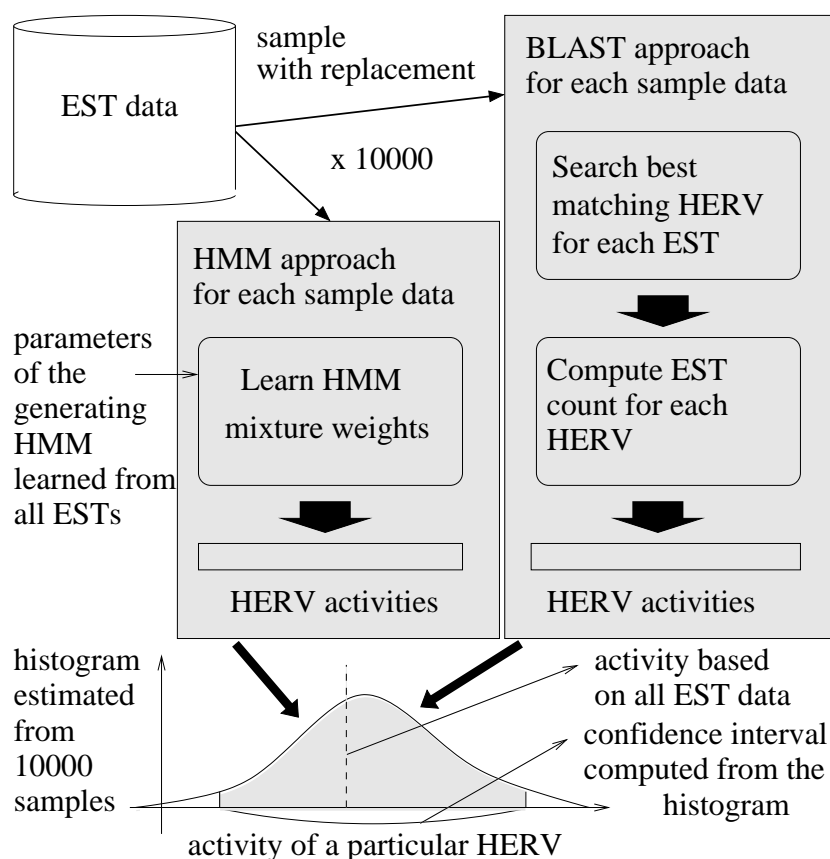 EST data
sample
with replacement
x 10000
BLAST approach
for each sample data
Search best
matching HERV
for each EST
Compute EST
count for each
HERV
HERV activities
HMM approach
for each sample data
parameters
of the
generating
HMM
learned from
all ESTs
Learn HMM
mixture weights
HERV activities
histogram
estimated
from
10000
samples
activity based
on all EST data
confidence interval
computed from the
histogram
activity of a particular HERV